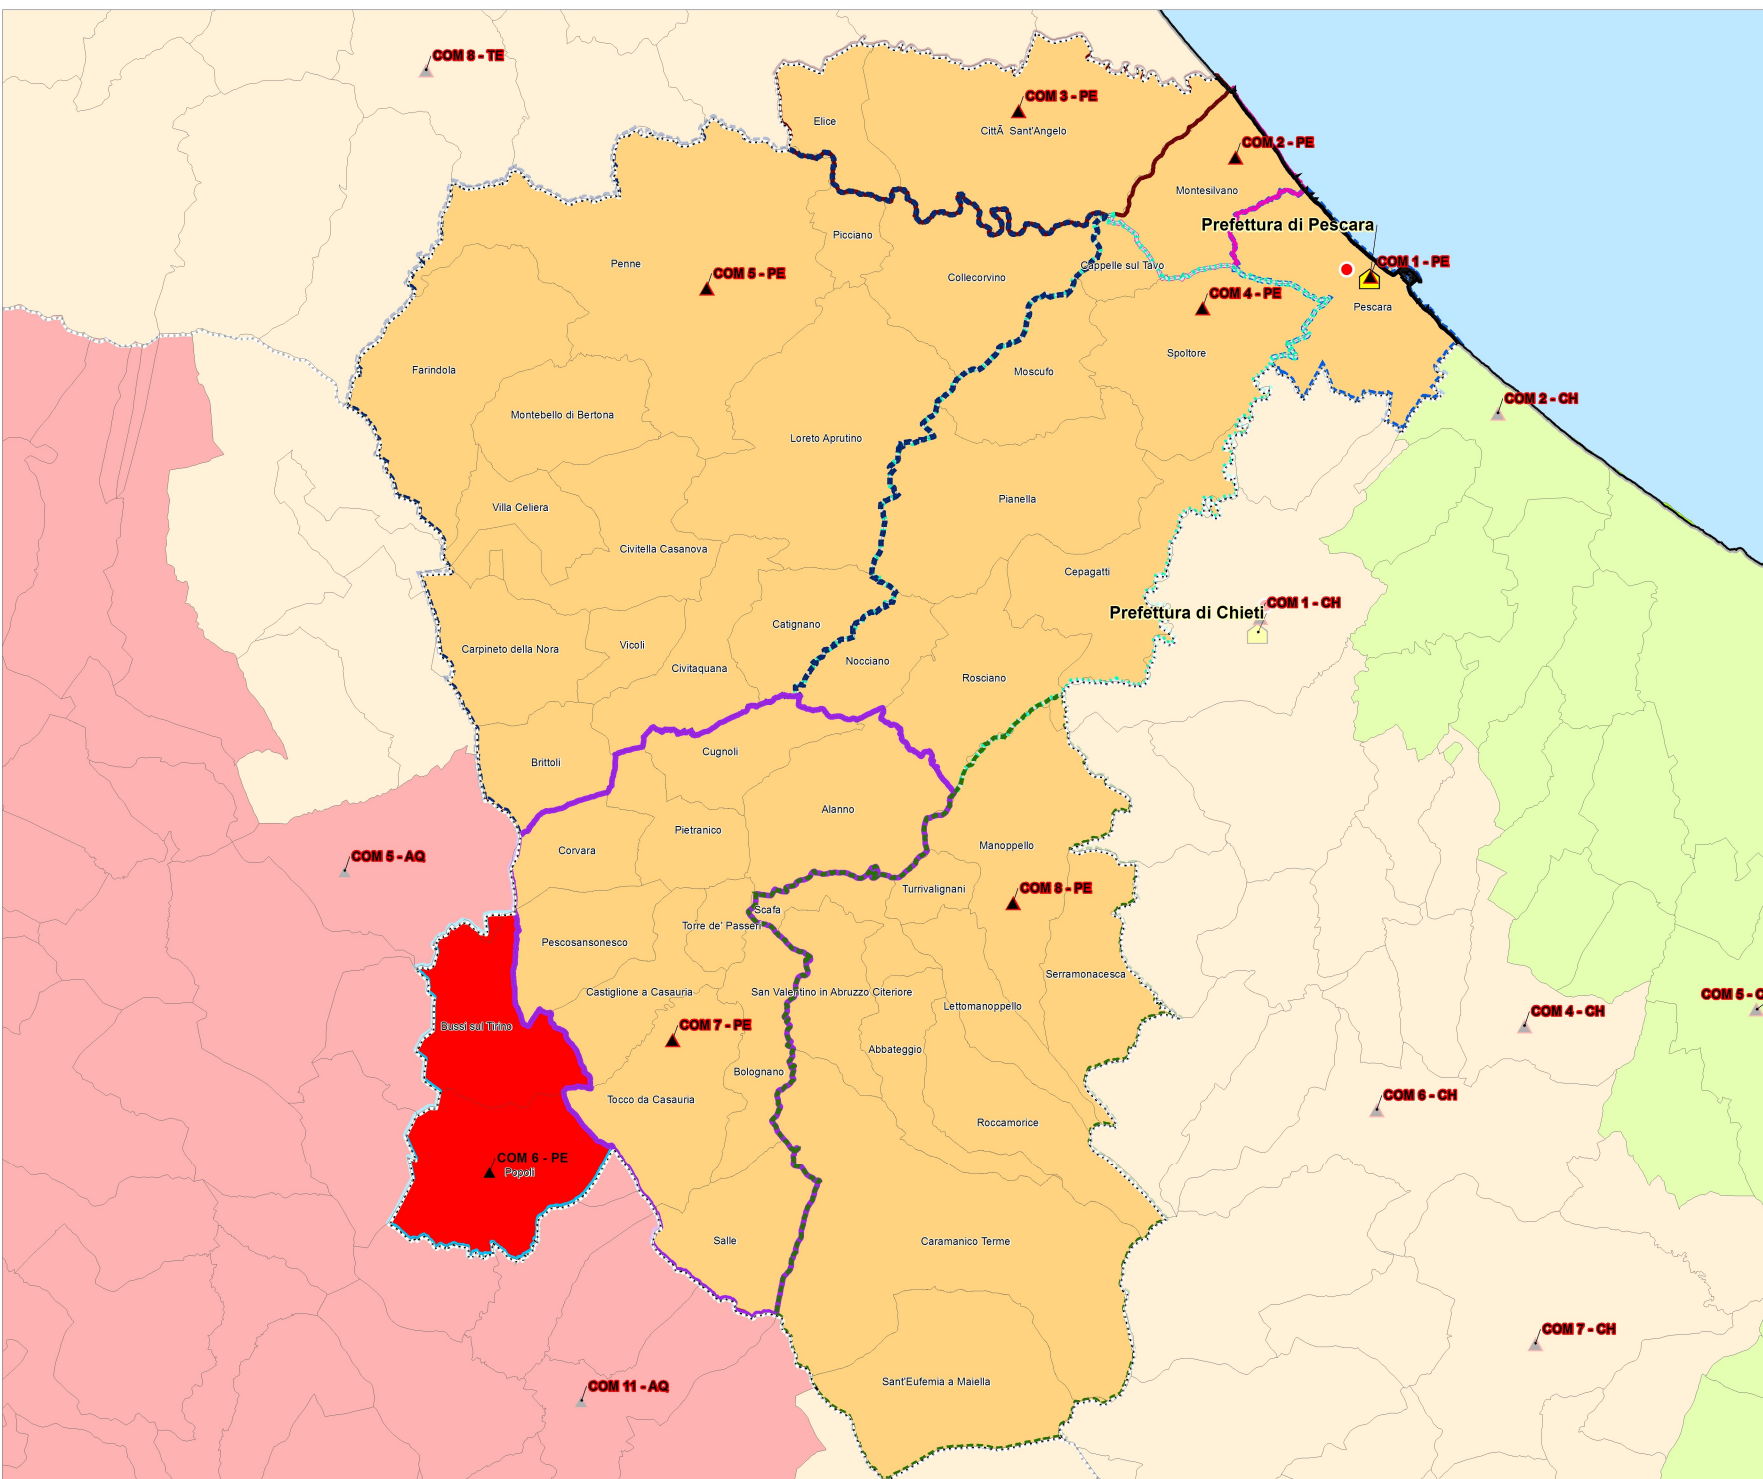 COM 8 - TE
COM 3 - PE
Elice
CittÃ Sant'Angelo
COM 2 - PE
Montesilvano
Prefettura di Pescara
Picciano
Penne
COM 5 - PE
Collecorvino
Cappelle sul Tavo
COM 1 - PE
COM 4 - PE
Pescara
Spoltore
Farindola
Moscufo
Montebello di Bertona
COM 2 - CH
Loreto Aprutino
Villa Celiera
Pianella
Civitella Casanova
Cepagatti
COM 1 - CH
Prefettura di Chieti
Catignano
Carpineto della Nora
Vicoli
Civitaquana
Nocciano
Rosciano
Cugnoli
Brittoli
Alanno
Pietranico
Corvara
Manoppello
COM 5 - AQ
Turrivalignani
COM 8 - PE
Scafa
Torre de' Passeri
Pescosansonesco
Serramonacesca
Castiglione a Casauria
San Valentino in Abruzzo Citeriore
Lettomanoppello
COM 5 - C
COM 4 - CH
Bussi sul Tirino
COM 7 - PE
Abbateggio
Bolognano
Tocco da Casauria
COM 6 - CH
Roccamorice
COM 6 - PE
Popoli
Salle
Caramanico Terme
COM 7 - CH
Sant'Eufemia a Maiella
COM 11 - AQ